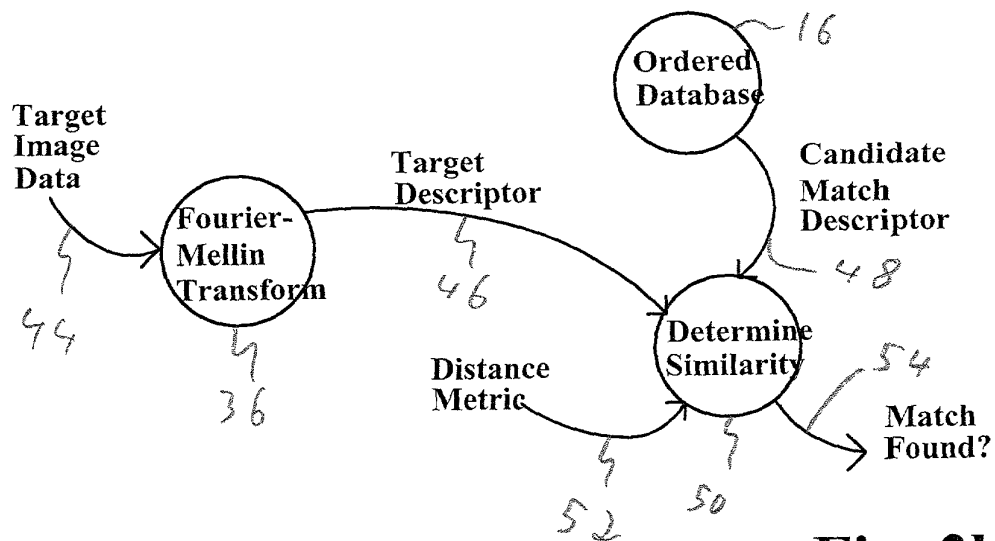 16
Ordered
Database
Target
Image
Data
Target
Descriptor
Candidate
Match
Descriptor
Fourier-
Mellin
Transform
44
46
48
36
Determine
Similarity
Distance
Metric
54
Match
Found?
52
50